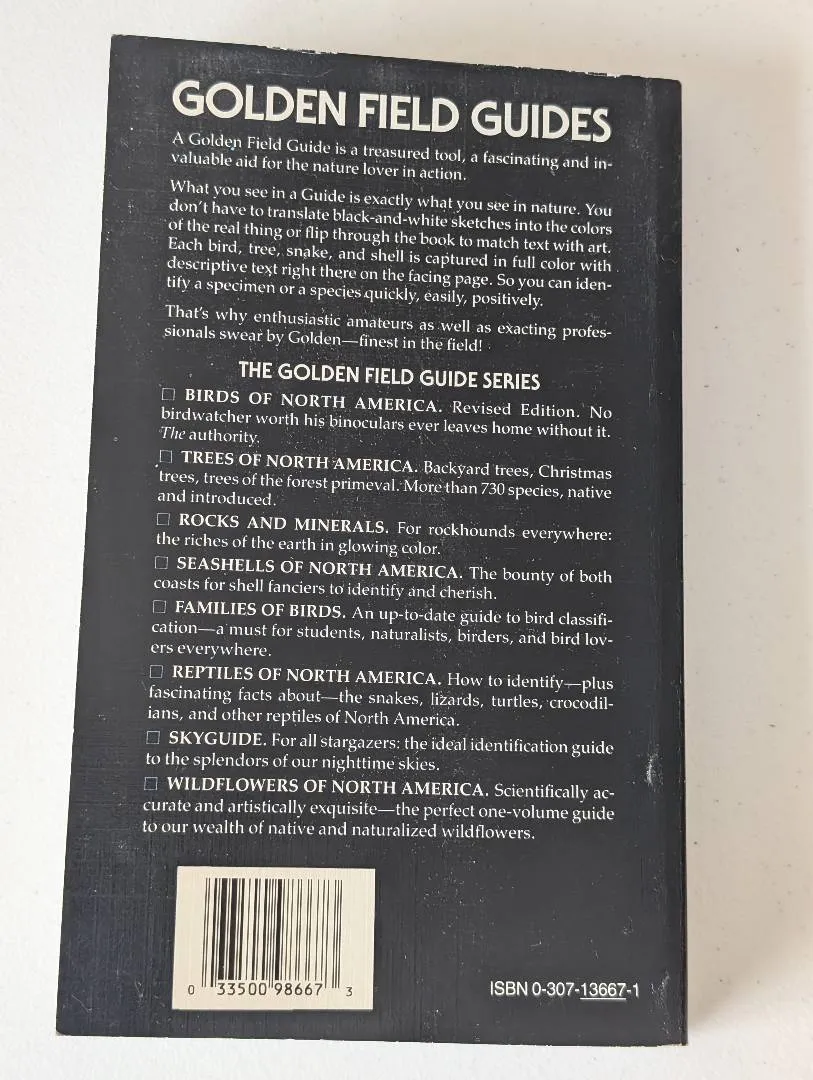 GOLDEN FIELD GUIDES
A Golden Field Guide is a treasured tool, a fascinating and in-
valuable aid for the nature lover in action.
What you see in a Guide is exactly what you see in nature. You
don't have to translate black-and-white sketches into the colors
of the real thing or flip through the book to match text with art.
Each bird, tree, snake, and shell is captured in full color with
descriptive text right there on the facing page. So you can iden-
tify a specimen or a species quickly, easily, positively.
That's why enthusiastic amateurs as well as exacting profes-
sionals swear by Golden—finest in the field!
THE GOLDEN FIELD GUIDE SERIES
☐ BIRDS OF NORTH AMERICA. Revised Edition. No
birdwatcher worth his binoculars ever leaves home without it.
The authority.
☐ TREES OF NORTH AMERICA. Backyard trees, Christmas
trees, trees of the forest primeval. More than 730 species, native
and introduced.
☐ ROCKS AND MINERALS. For rockhounds everywhere:
the riches of the earth in glowing color.
☐ SEASHELLS OF NORTH AMERICA. The bounty of both
coasts for shell fanciers to identify and cherish.
☐ FAMILIES OF BIRDS. An up-to-date guide to bird classifi-
cation—a must for students, naturalists, birders, and bird lov-
ers everywhere.
☐ REPTILES OF NORTH AMERICA. How to identify—plus
fascinating facts about—the snakes, lizards, turtles, crocodil-
ians, and other reptiles of North America.
☐ SKYGUIDE. For all stargazers: the ideal identification guide
to the splendors of our nighttime skies.
☐ WILDFLOWERS OF NORTH AMERICA. Scientifically ac-
curate and artistically exquisite—the perfect one-volume guide
to our wealth of native and naturalized wildflowers.
0 33500 98667 3
ISBN 0-307-13667-1